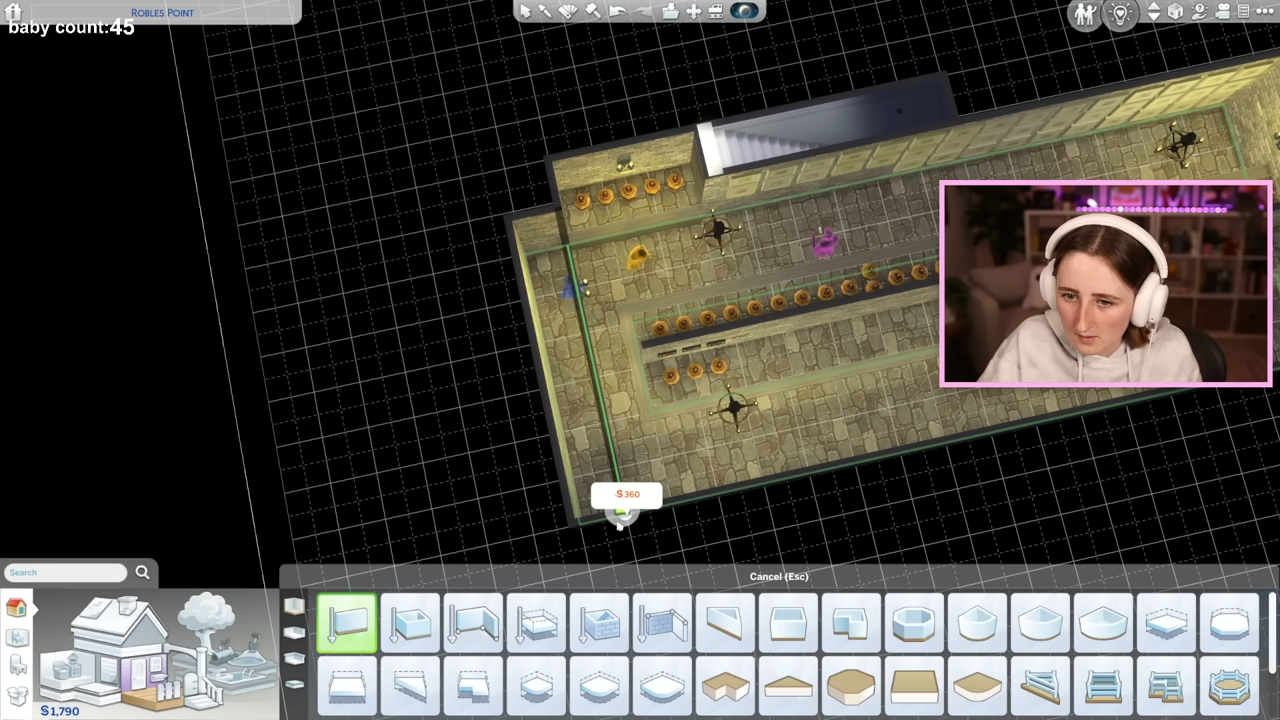 ROBLES POINT
baby count:45
-$360
Cancel (Esc)
Search
$1,790